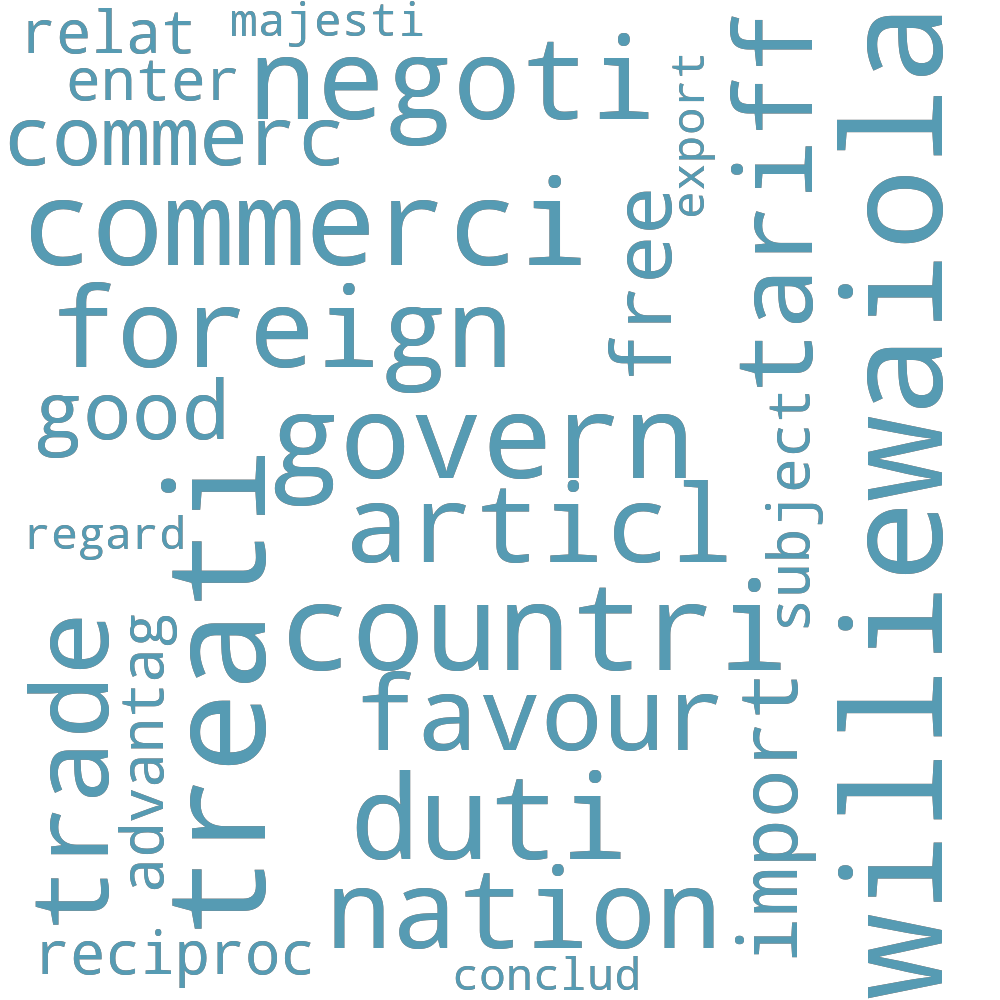 relat
majesti
enter
negoti
commerc
export
tariff
commerci
free
foreign
good
govern
williewaiola
subject
treati
articl
regard
countri
trade
advantag
favour
import
duti
nation
reciproc
conclud